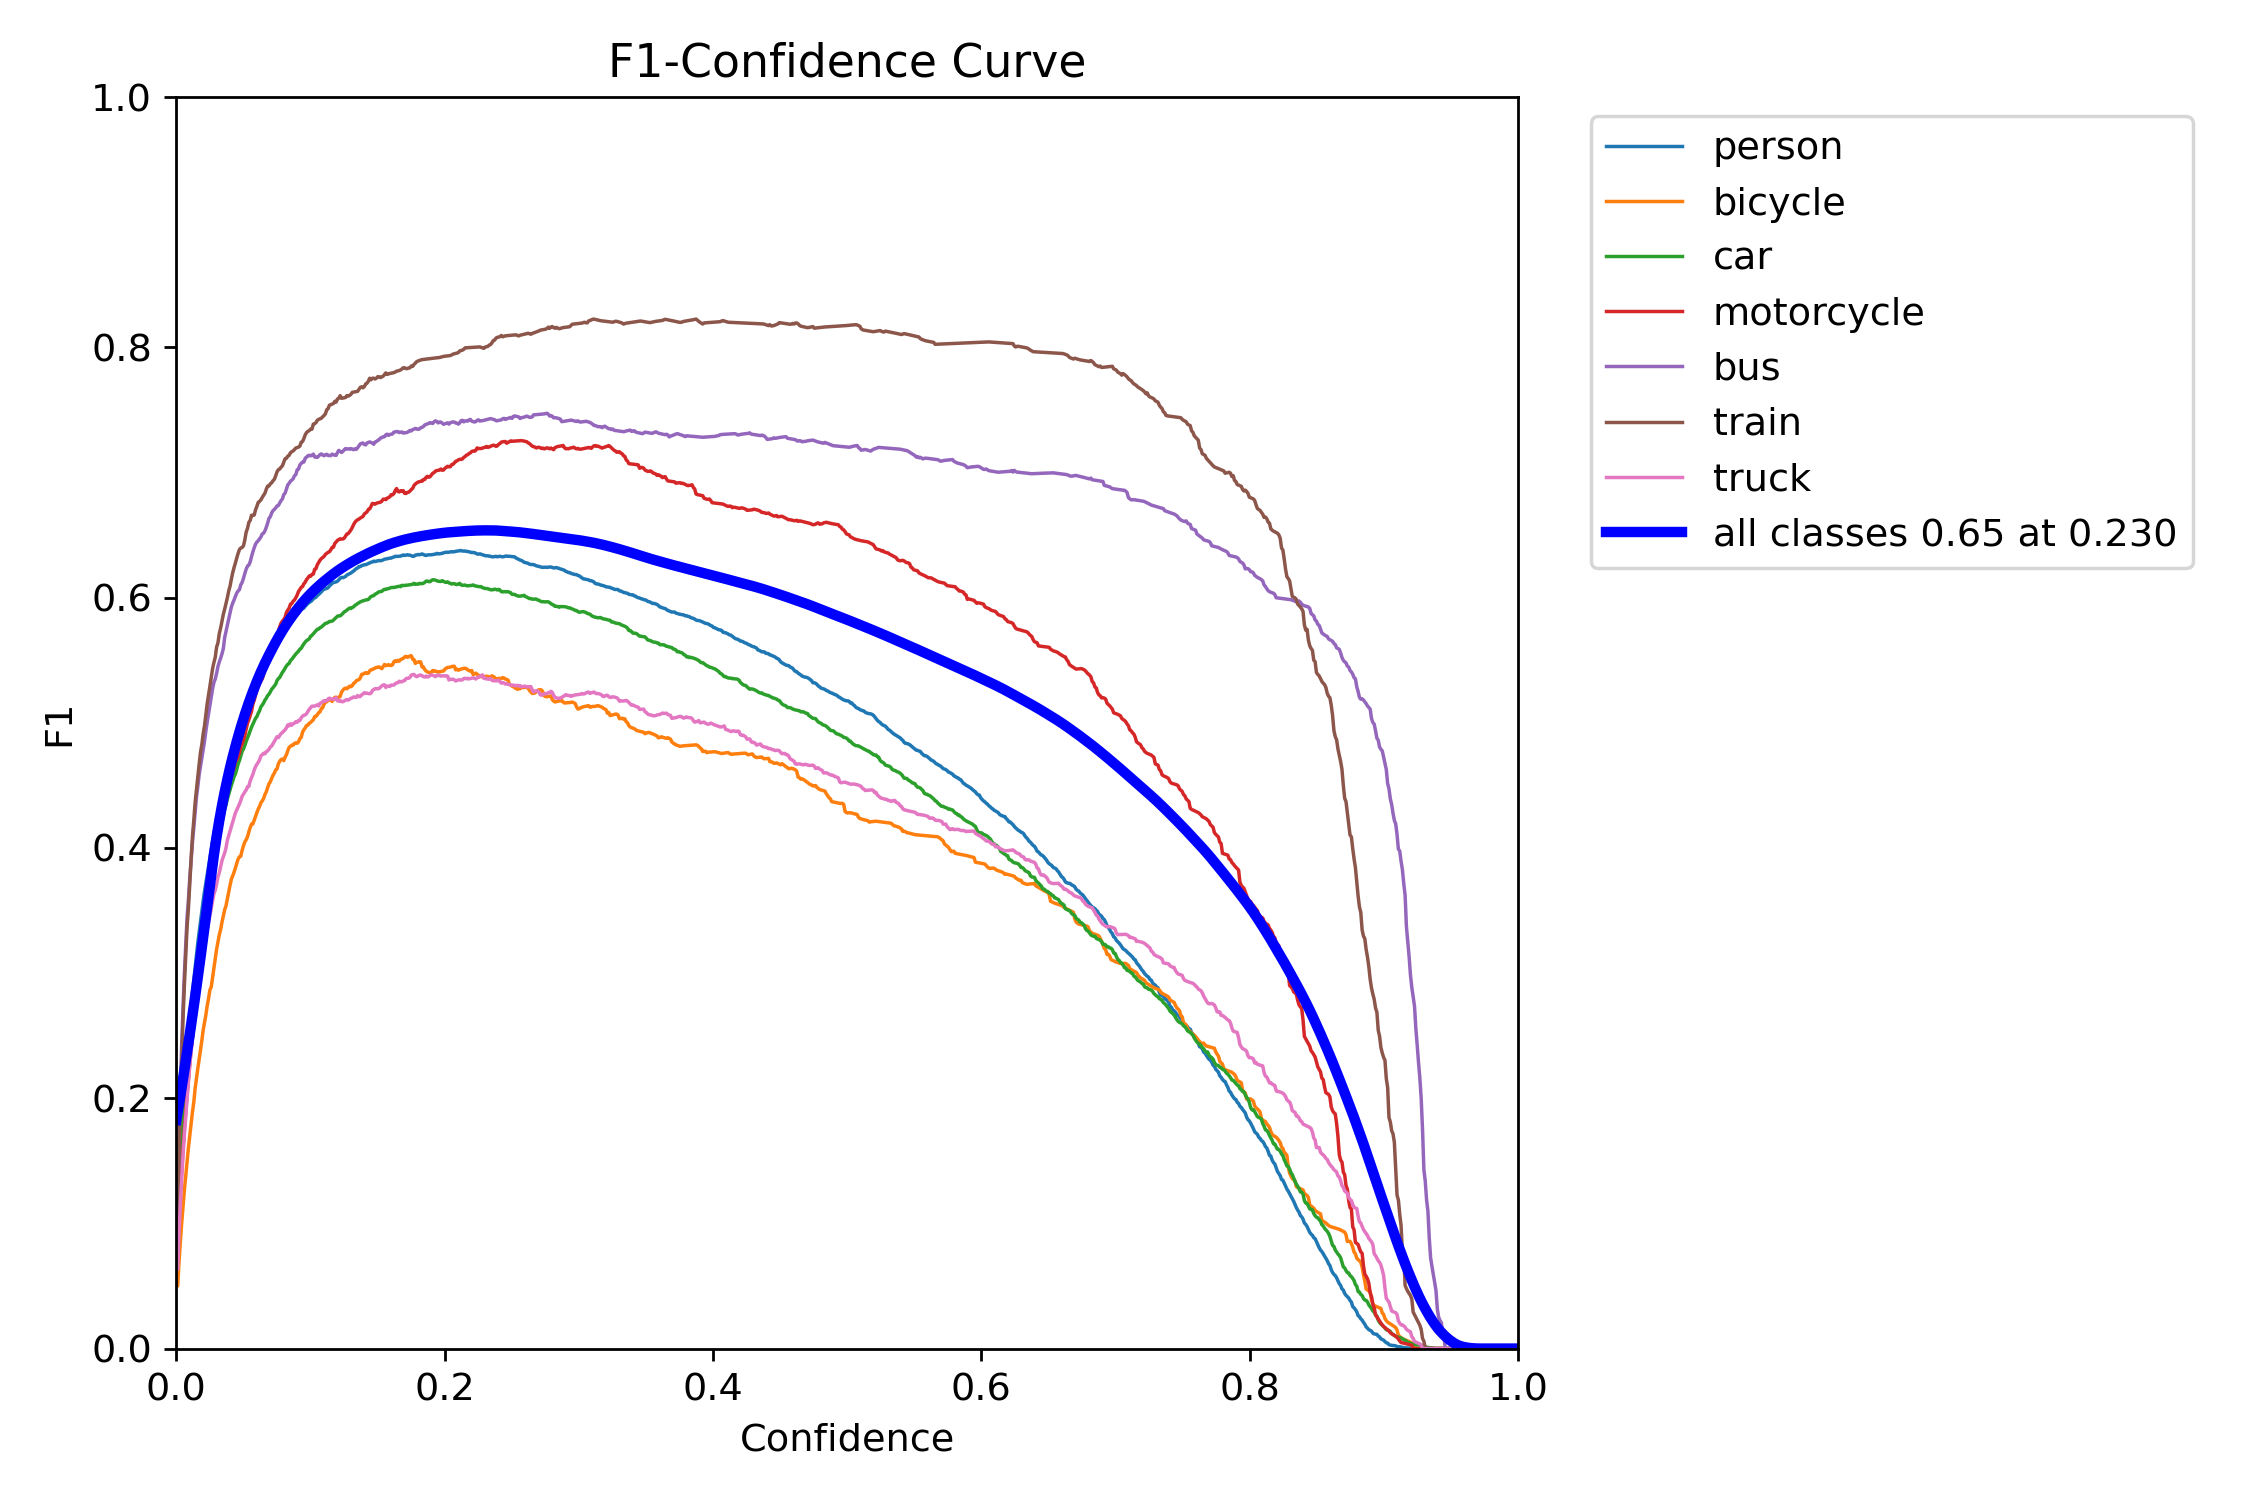 F1-Confidence Curve
1.0
0.8
0.6
0.4
0.2
0.0
F1
0.0 0.2 0.4 0.6 0.8 1.0
Confidence
person
bicycle
car
motorcycle
bus
train
truck
all classes 0.65 at 0.230